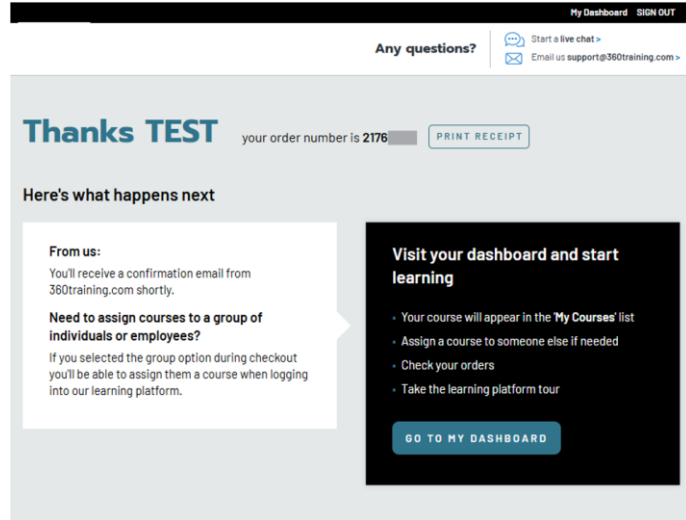 My Dashboard SIGN OUT
Any questions?
Start a live chat >
Email us support@360training.com >
Thanks TEST your order number is 2176 PRINT RECEIPT
Here's what happens next
From us:
You'll receive a confirmation email from
360training.com shortly.
Need to assign courses to a group of
individuals or employees?
If you selected the group option during checkout
you'll be able to assign them a course when logging
into our learning platform.
Visit your dashboard and start
learning
• Your course will appear in the 'My Courses' list
• Assign a course to someone else if needed
• Check your orders
• Take the learning platform tour
GO TO MY DASHBOARD